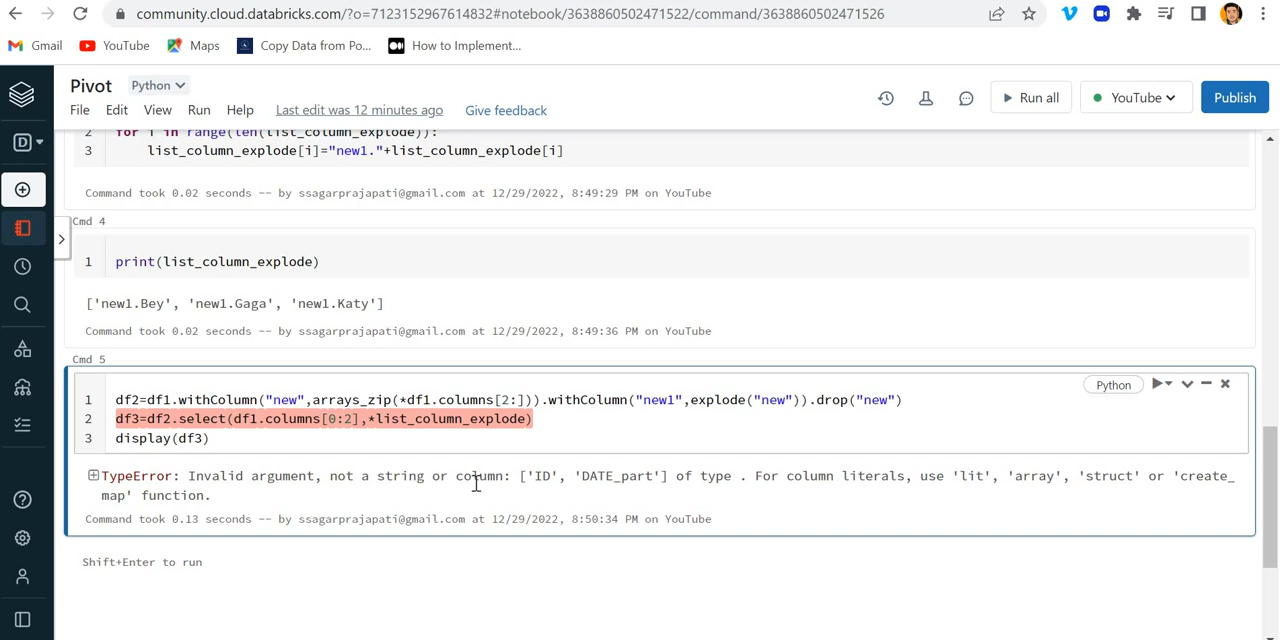 community.cloud.databricks.com/?o=7123152967614832#notebook/3638860502471522/command/3638860502471526
Gmail YouTube Maps Copy Data from Po... How to Implement...
Pivot Python
File Edit View Run Help Last edit was 12 minutes ago Give feedback
Run all YouTube Publish
D
2 for i in range(len(list_column_explode)):
3 list_column_explode[i]="new1."+list_column_explode[i]
Command took 0.02 seconds -- by ssagarprajapati@gmail.com at 12/29/2022, 8:49:29 PM on YouTube
Cmd 4
1 print(list_column_explode)
['new1.Bey', 'new1.Gaga', 'new1.Katy']
Command took 0.02 seconds -- by ssagarprajapati@gmail.com at 12/29/2022, 8:49:36 PM on YouTube
Cmd 5
Python
1 df2=df1.withColumn("new",arrays_zip(*df1.columns[2:])).withColumn("new1",explode("new")).drop("new")
2 df3=df2.select(df1.columns[0:2],*list_column_explode)
3 display(df3)
TypeError: Invalid argument, not a string or column: ['ID', 'DATE_part'] of type . For column literals, use 'lit', 'array', 'struct' or 'create_
map' function.
Command took 0.13 seconds -- by ssagarprajapati@gmail.com at 12/29/2022, 8:50:34 PM on YouTube
Shift+Enter to run